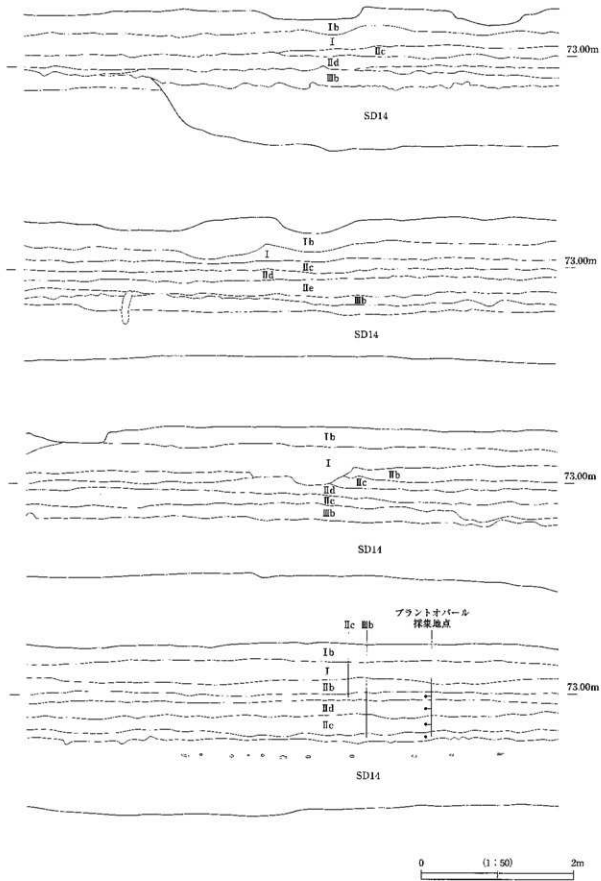 Ⅰb
Ⅰ
Ⅱc
73.00m
Ⅱd
Ⅲb
SD14
Ⅰb
Ⅰ
Ⅱc
73.00m
Ⅱd
Ⅱe
Ⅲb
SD14
Ⅰb
Ⅰ
Ⅱb
Ⅱc
73.00m
Ⅱd
Ⅱc
Ⅲb
SD14
プラントオパール
採集地点
Ⅱc Ⅲb
Ⅰb
Ⅰ
Ⅱb
73.00m
Ⅲd
Ⅱc
SD14
0 (1:50) 2m